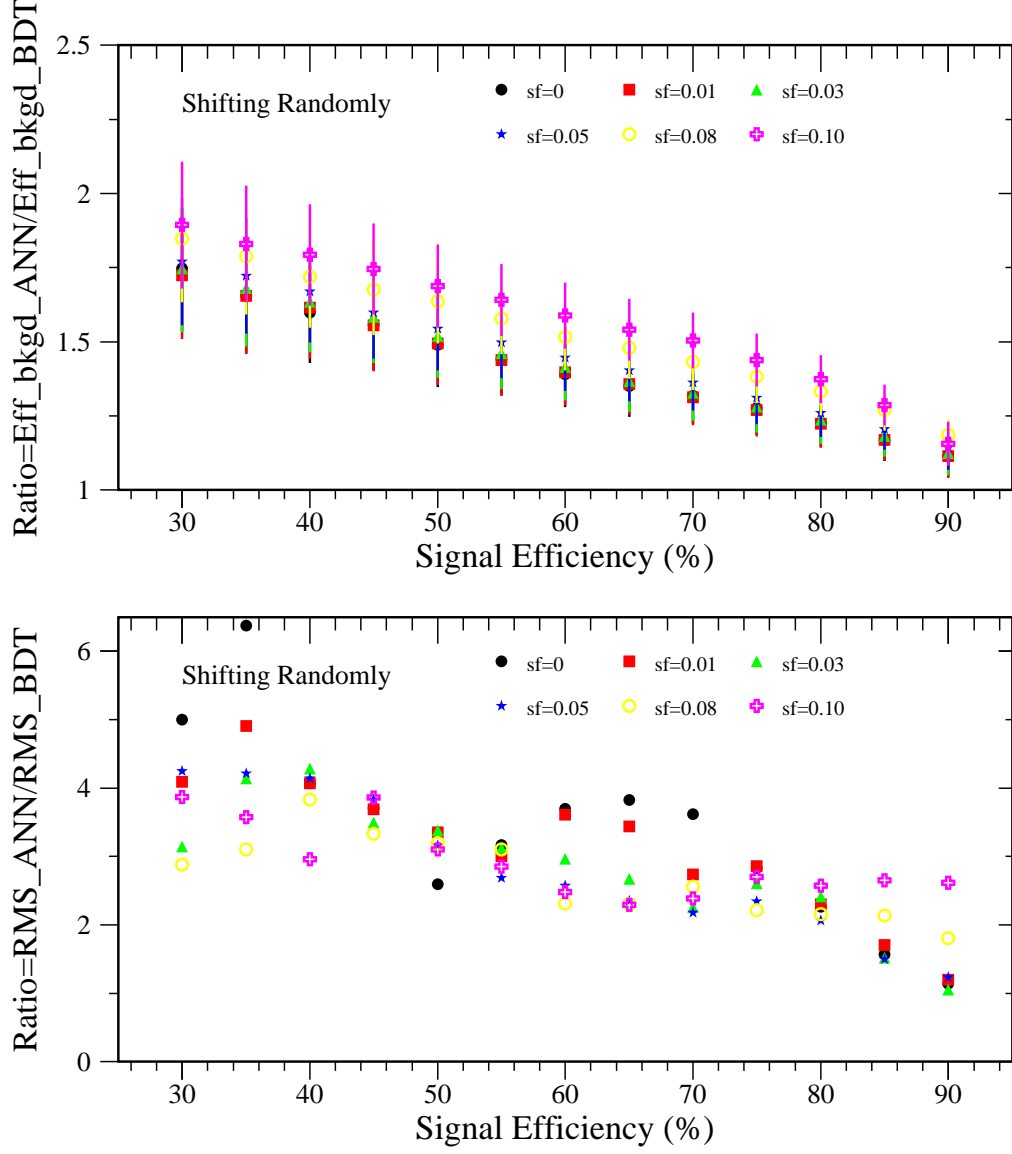 Ratio=Eff_bkgd_ANN/Eff_bkgd_BDT
2.5
2
1.5
1
Shifting Randomly
sf=0 sf=0.01 sf=0.03
sf=0.05 sf=0.08 sf=0.10
30 40 50 60 70 80 90
Signal Efficiency (%)
Ratio=RMS_ANN/RMS_BDT
6
4
2
0
Shifting Randomly
sf=0 sf=0.01 sf=0.03
sf=0.05 sf=0.08 sf=0.10
30 40 50 60 70 80 90
Signal Efficiency (%)